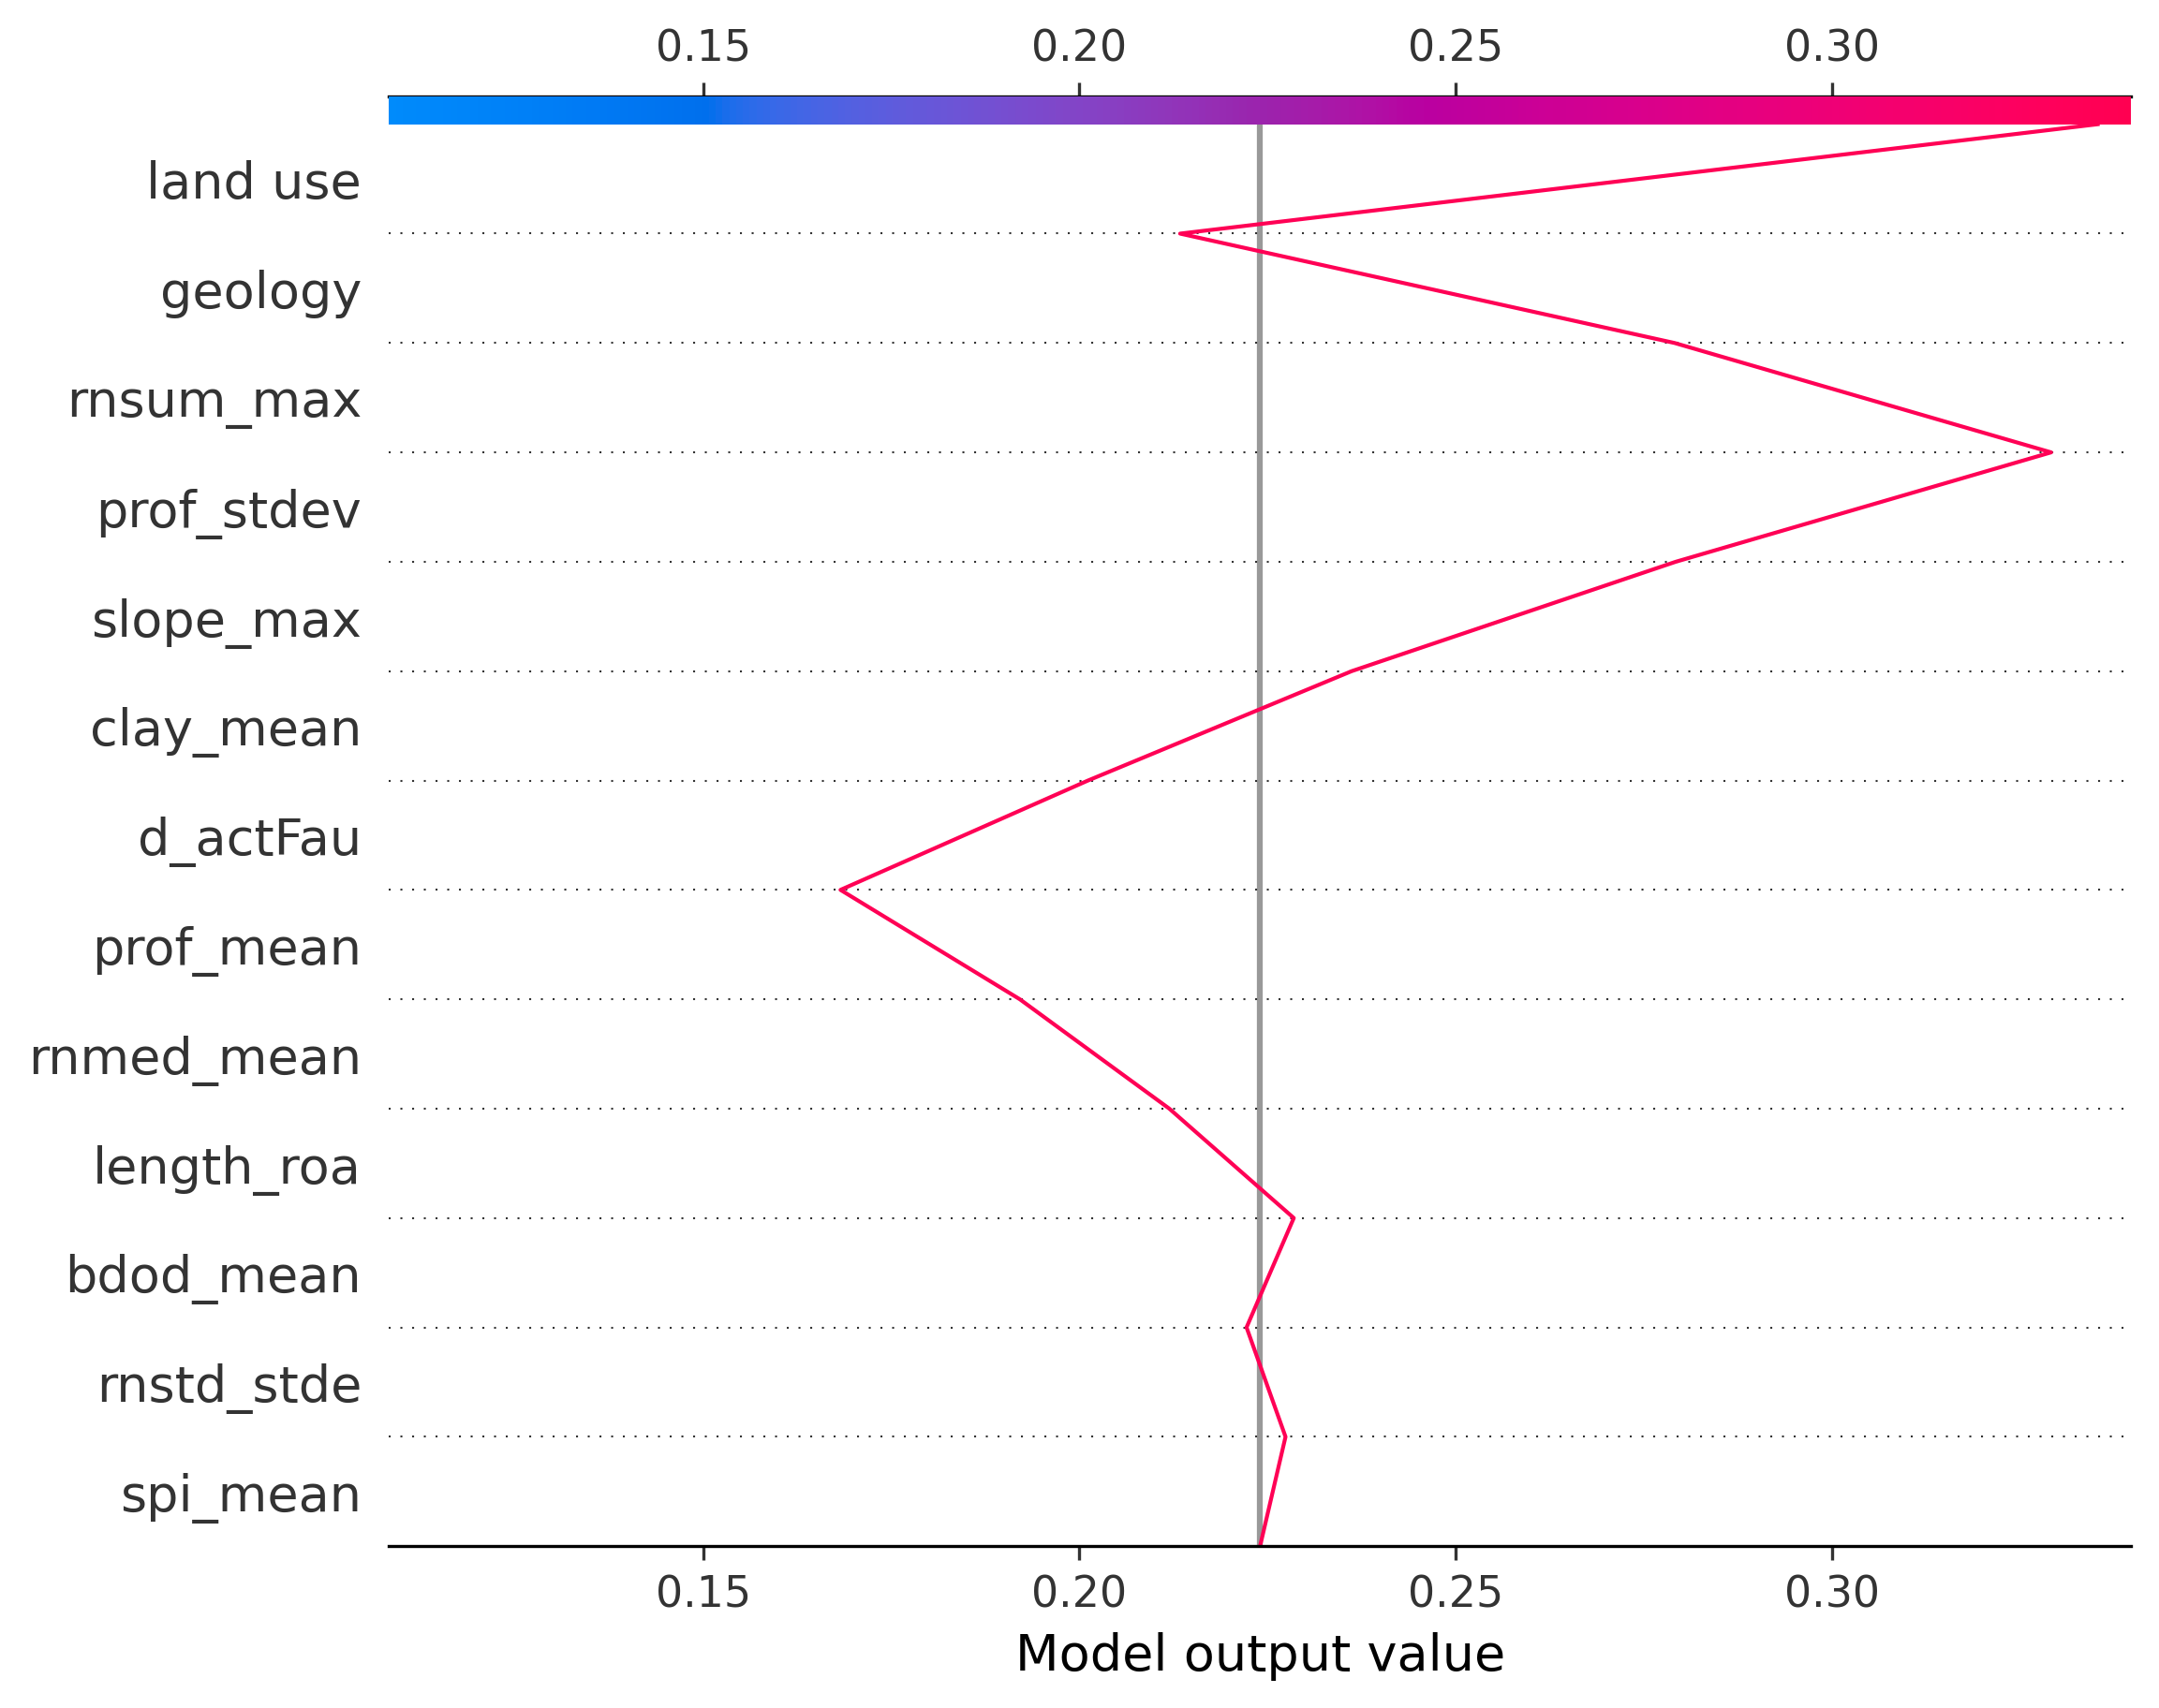 0.15 0.20 0.25 0.30
land use
geology
rnsum_max
prof_stdev
slope_max
clay_mean
d_actFau
prof_mean
rnmed_mean
length_roa
bdod_mean
rnstd_stde
spi_mean
0.15 0.20 0.25 0.30
Model output value